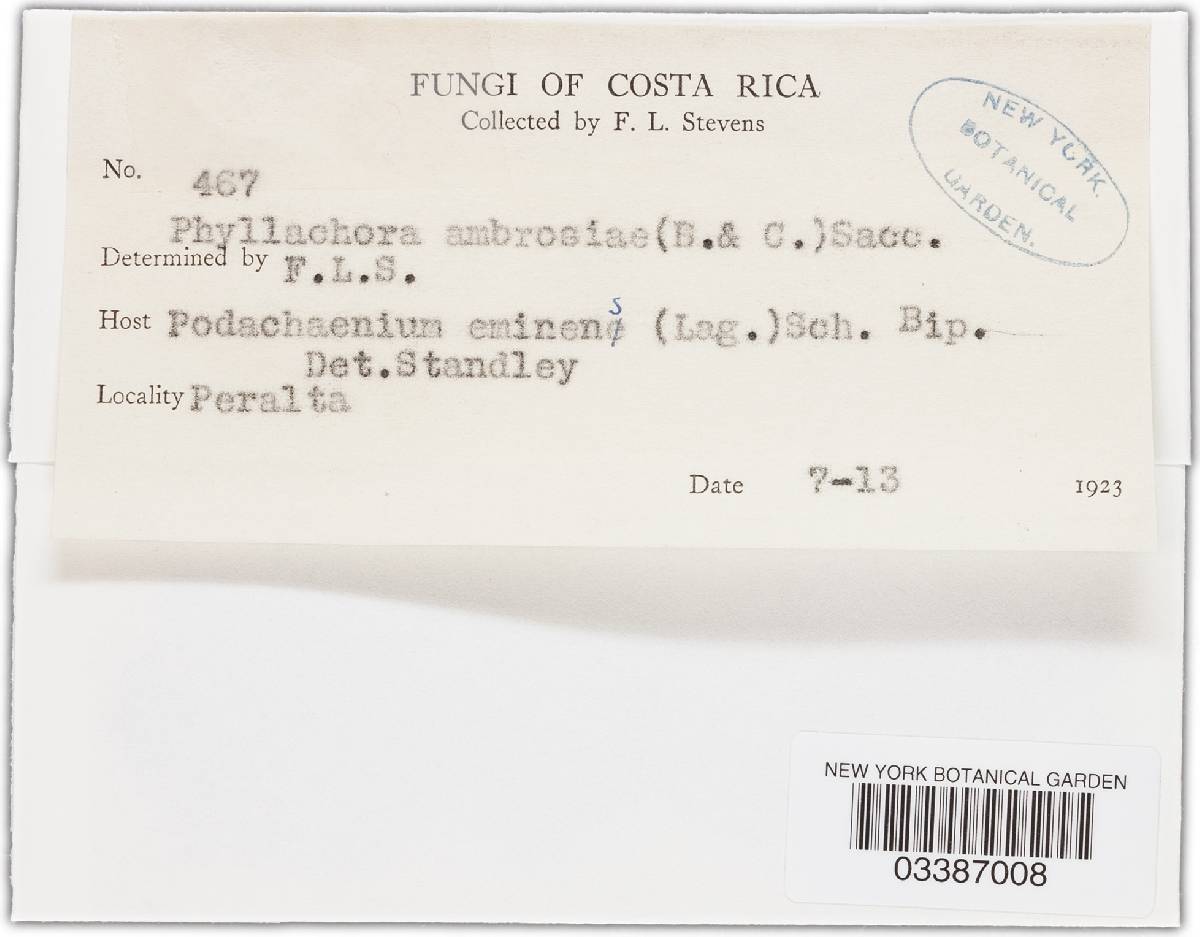 FUNGI OF COSTA RICA
Collected by F. L. Stevens
NEW YORK
BOTANICAL
GARDEN.
No. 467
Phyllachora ambrosiae(B.& C.)Sacc.
Determined by F.L.S.
Host Podachaenium eminens (Lag.)Sch. Bip.
Det.Standley
Locality Peralta
Date 7-13 1923
NEW YORK BOTANICAL GARDEN
03387008